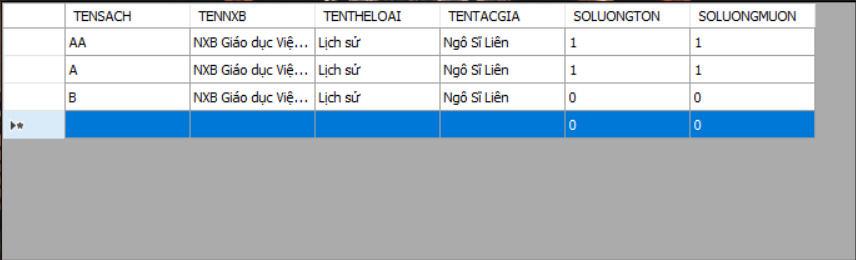 TENSACH TENNXB TENTHELOAI TENTACGIA SOLUONGTON SOLUONGMUON
AA NXB Giáo dục Việ... Lịch sử Ngô Sĩ Liên 1 1
A NXB Giáo dục Việ... Lịch sử Ngô Sĩ Liên 1 1
B NXB Giáo dục Việ... Lịch sử Ngô Sĩ Liên 0 0
0 0